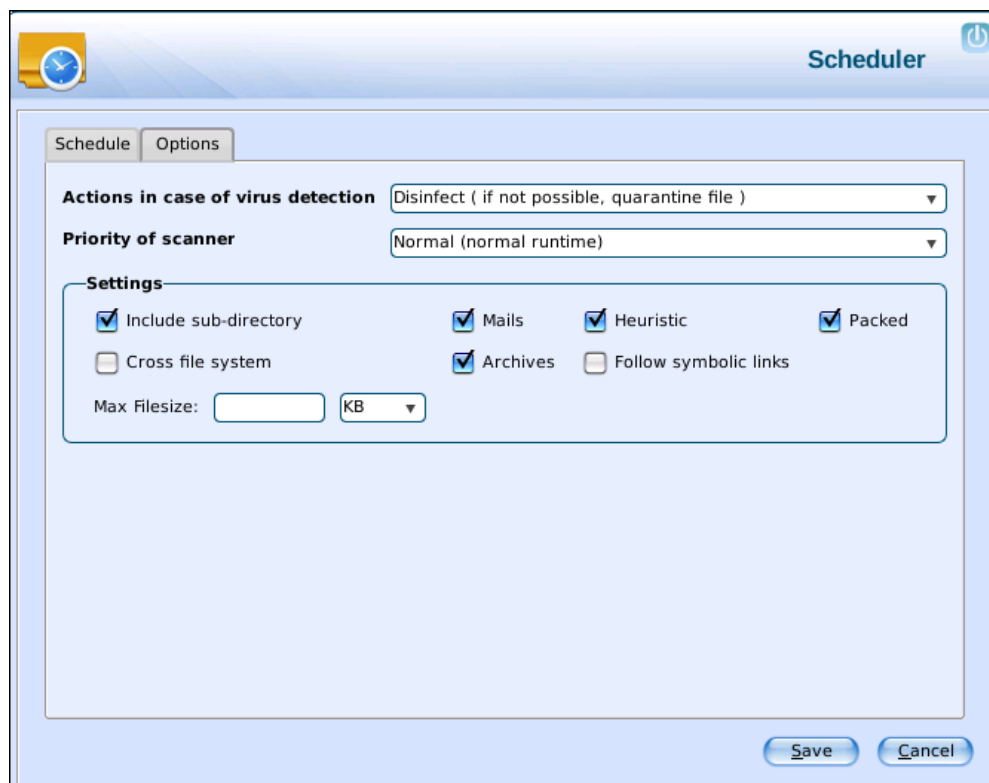 Scheduler
Schedule Options
Actions in case of virus detection Disinfect ( if not possible, quarantine file )
Priority of scanner Normal (normal runtime)
Settings
Include sub-directory Mails Heuristic Packed
Cross file system Archives Follow symbolic links
Max Filesize: KB
Save Cancel